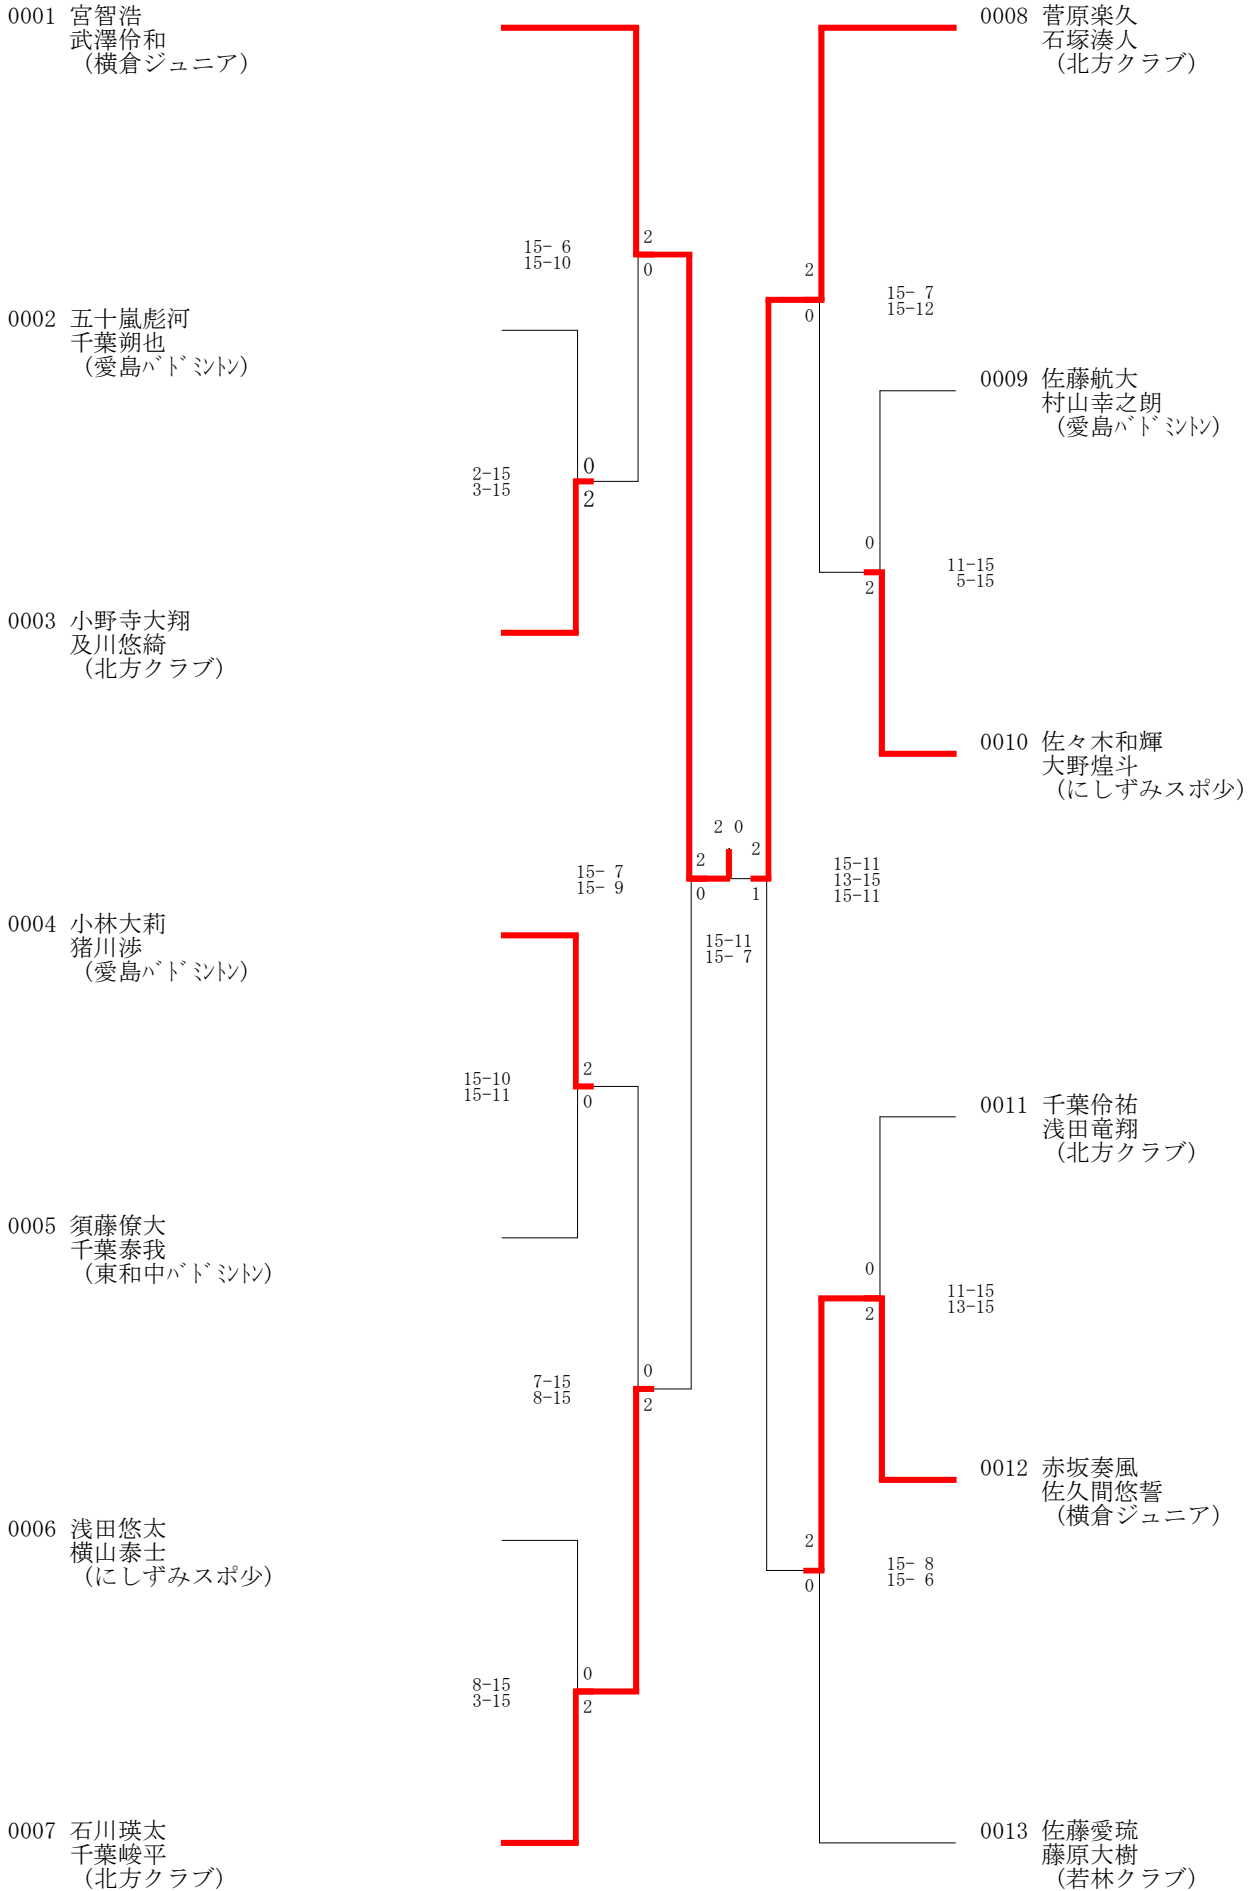 0001 宮智浩
武澤伶和
（横倉ジュニア）
15- 6
15-10
2
0
0002 五十嵐彪河
千葉朔也
（愛島ﾊﾞﾄﾞﾐﾝﾄﾝ）
2-15
3-15
0
2
0003 小野寺大翔
及川悠綺
（北方クラブ）
15- 7
15- 9
2
0
0004 小林大莉
猪川渉
（愛島ﾊﾞﾄﾞﾐﾝﾄﾝ）
15-10
15-11
2
0
0005 須藤僚大
千葉泰我
（東和中ﾊﾞﾄﾞﾐﾝﾄﾝ）
7-15
8-15
0
2
0006 浅田悠太
横山泰士
（にしずみスポ少）
8-15
3-15
0
2
0007 石川瑛太
千葉峻平
（北方クラブ）
2 0
15-11
15- 7
0008 菅原楽久
石塚湊人
（北方クラブ）
2
0
15- 7
15-12
0009 佐藤航大
村山幸之朗
（愛島ﾊﾞﾄﾞﾐﾝﾄﾝ）
0
2
11-15
5-15
0010 佐々木和輝
大野煌斗
（にしずみスポ少）
2
1
15-11
13-15
15-11
0011 千葉伶祐
浅田竜翔
（北方クラブ）
0
2
11-15
13-15
0012 赤坂奏風
佐久間悠誓
（横倉ジュニア）
2
0
15- 8
15- 6
0013 佐藤愛琉
藤原大樹
（若林クラブ）